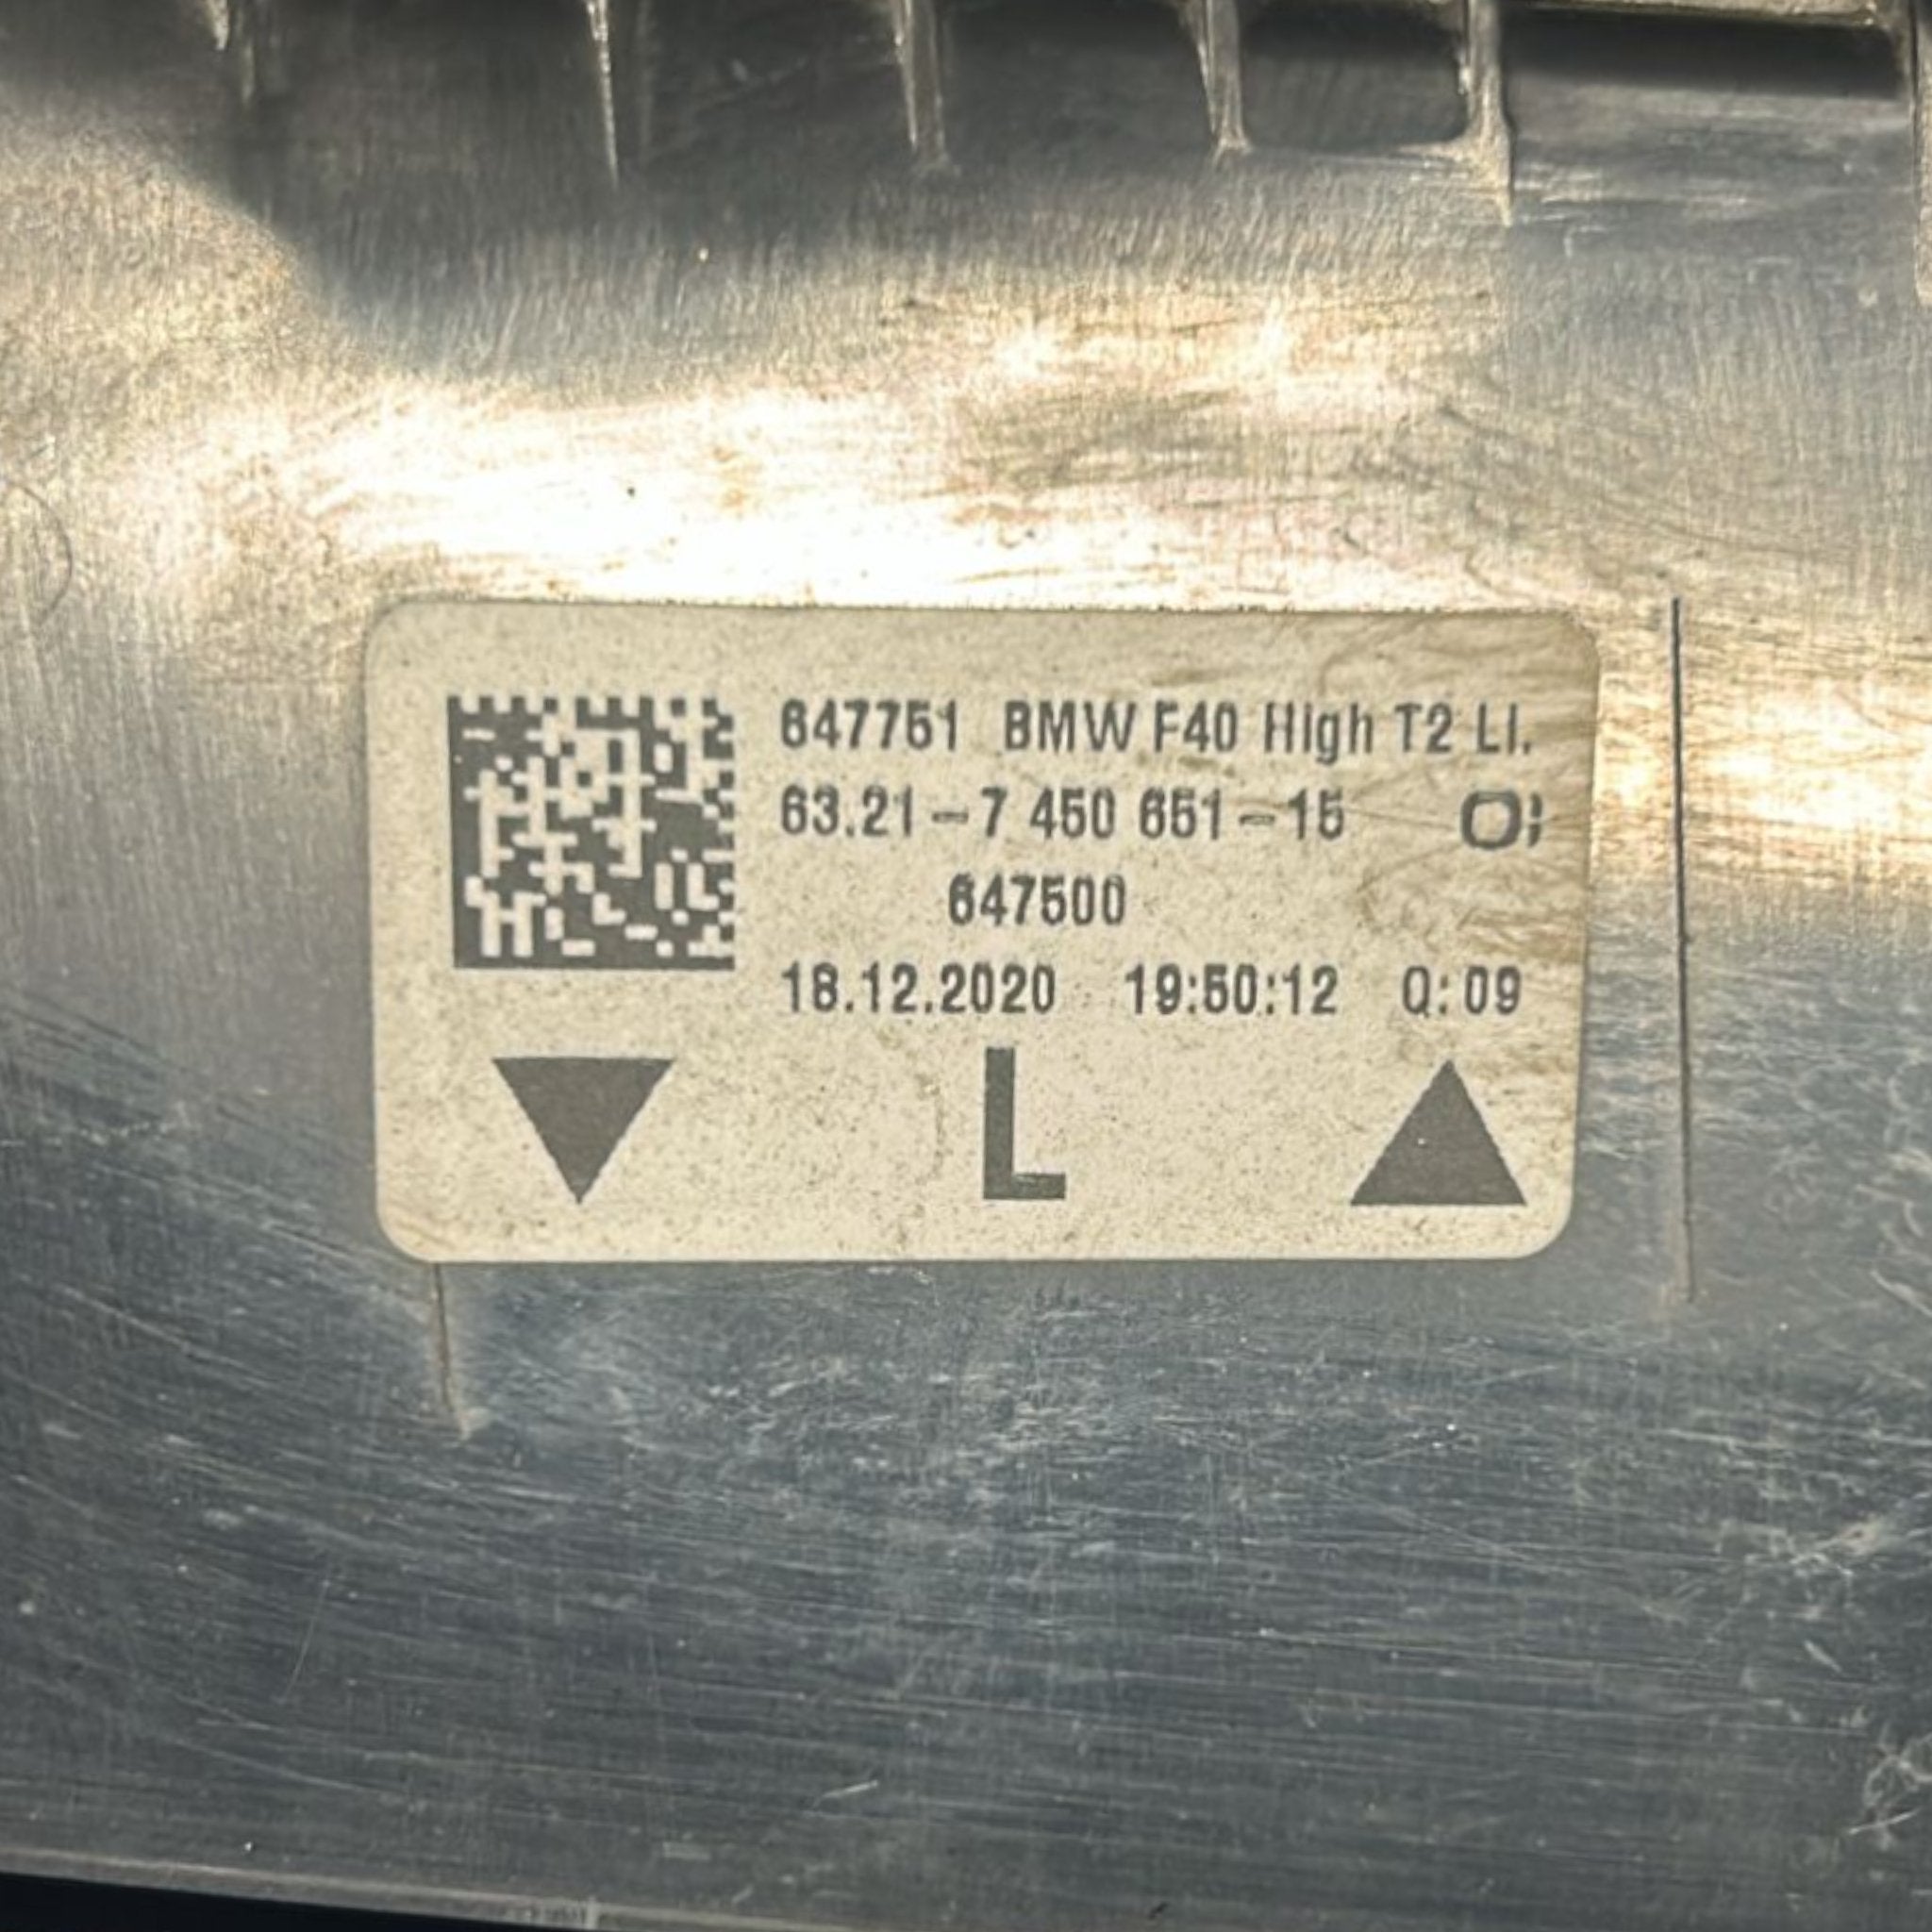 647751 BMW F40 High T2 LI.
63.21-7 450 651-15
647500
18.12.2020 19:50:12 Q:09
L